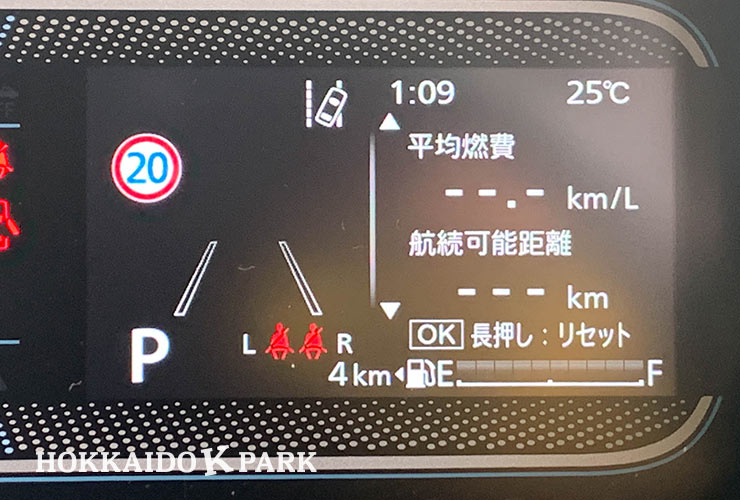 1:09 25℃
20
平均燃費
--.- km/L
航続可能距離
--- km
OK 長押し：リセット
P
L R
4km E F
HOKKAIDO K PARK